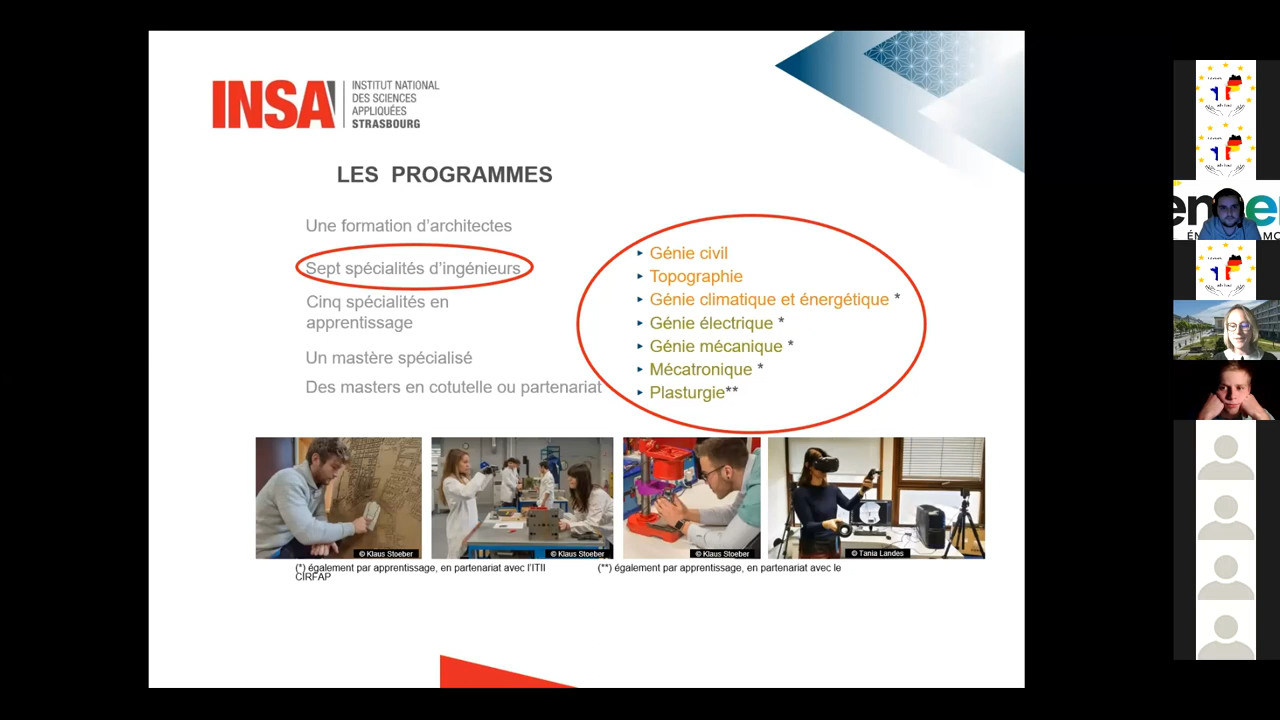 INSA
INSTITUT NATIONAL
DES SCIENCES
APPLIQUÉES
STRASBOURG
LES PROGRAMMES
Une formation d'architectes
Sept spécialités d'ingénieurs
Cinq spécialités en
apprentissage
Un mastère spécialisé
Des masters en cotutelle ou partenariat
Génie civil
Topographie
Génie climatique et énergétique *
Génie électrique *
Génie mécanique *
Mécatronique *
Plasturgie**
© Klaus Stoeber
© Klaus Stoeber
© Klaus Stoeber
© Tania Landes
(*) également par apprentissage, en partenariat avec l'ITII
(**) également par apprentissage, en partenariat avec le
CIRFAP